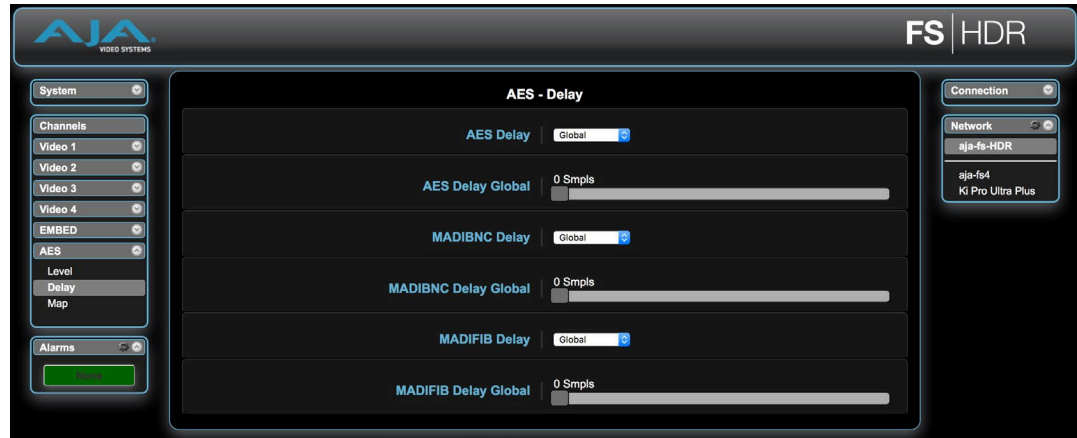 AJA
VIDEO SYSTEMS
FS HDR
System
Channels
Video 1
Video 2
Video 3
Video 4
EMBED
AES
Level
Delay
Map
Alarms
None
AES - Delay
AES Delay Global
AES Delay Global 0 Smpls
MADIBNC Delay Global
MADIBNC Delay Global 0 Smpls
MADIFIB Delay Global
MADIFIB Delay Global 0 Smpls
Connection
Network
aja-fs-HDR
aja-fs4
Ki Pro Ultra Plus